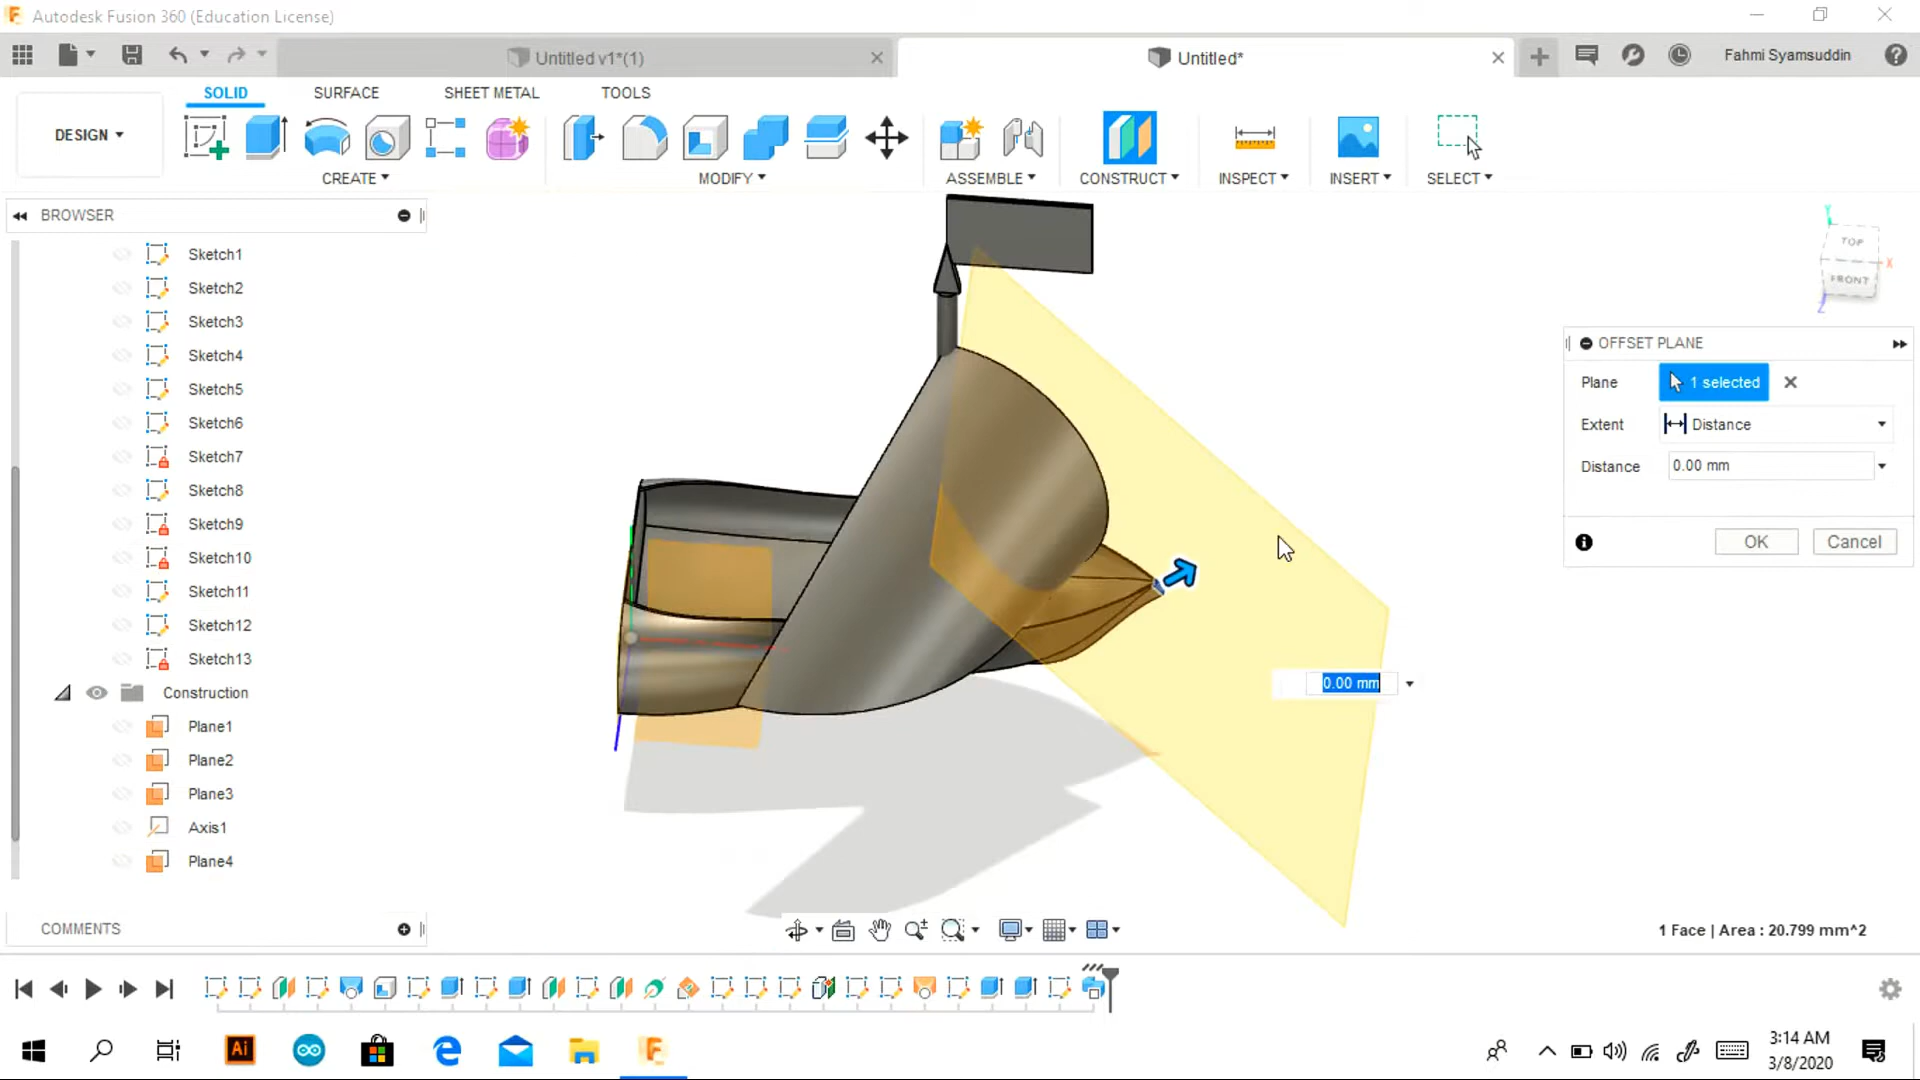 Autodesk Fusion 360 (Education License)
Untitled v1*(1)
Untitled*
Fahmi Syamsuddin
DESIGN
SOLID
SURFACE
SHEET METAL
TOOLS
CREATE
MODIFY
ASSEMBLE
CONSTRUCT
INSPECT
INSERT
SELECT
BROWSER
Sketch1
Sketch2
Sketch3
Sketch4
Sketch5
Sketch6
Sketch7
Sketch8
Sketch9
Sketch10
Sketch11
Sketch12
Sketch13
Construction
Plane1
Plane2
Plane3
Axis1
Plane4
COMMENTS
Y
TOP
X
FRONT
Z
OFFSET PLANE
Plane
1 selected
Extent
Distance
Distance
0.00 mm
OK
Cancel
0.00 mm
1 Face | Area : 20.799 mm^2
Ai
3:14 AM
3/8/2020